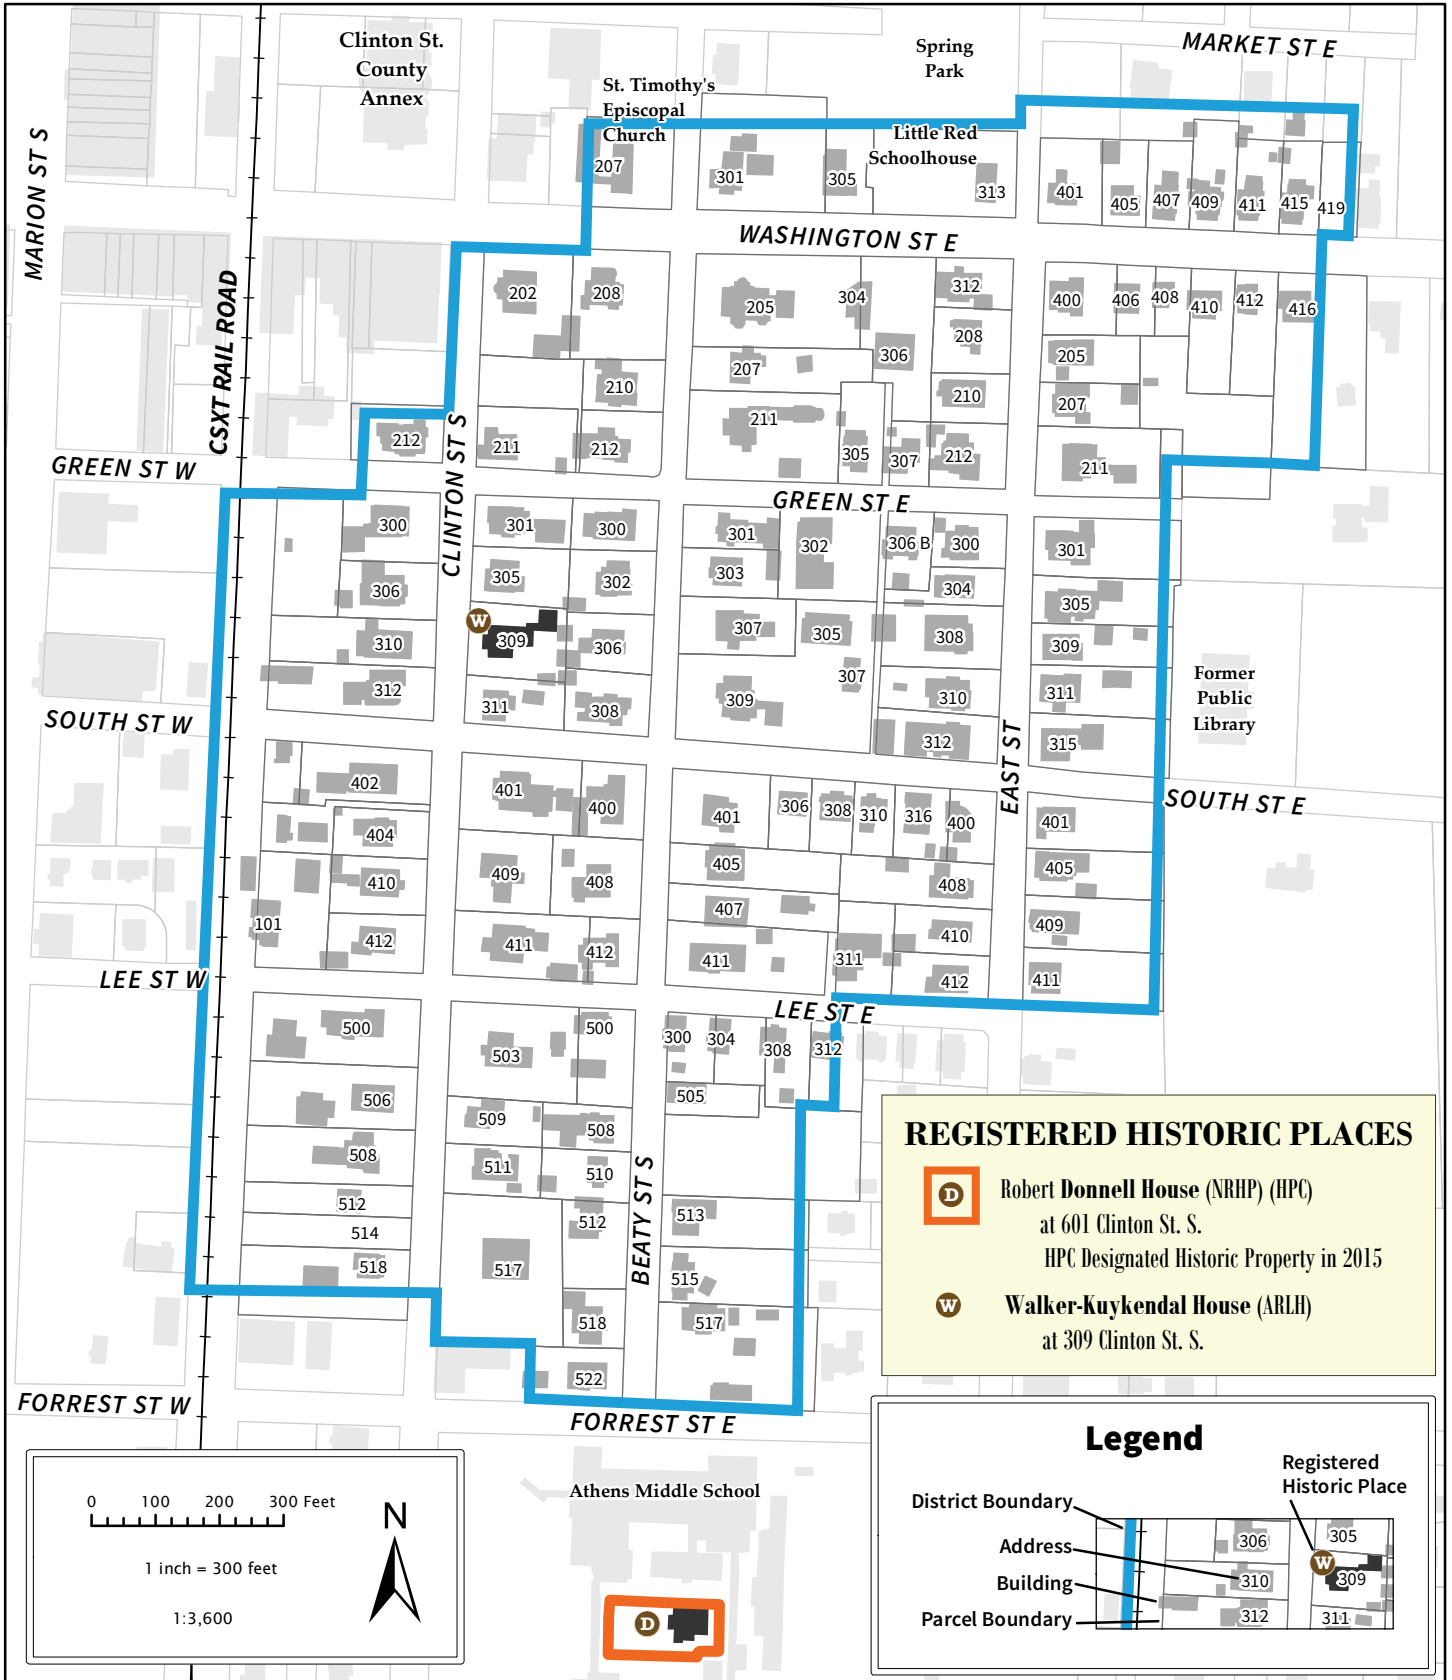 Clinton St.
County
Annex
Spring
Park
MARKET ST E
St. Timothy's
Episcopal
Church
Little Red
Schoolhouse
MARION ST S
207
301
305
313
401
405
407
409
411
415
419
WASHINGTON ST E
CSXT RAIL ROAD
202
208
205
304
312
400
406
408
410
412
416
208
306
205
207
210
210
207
211
212
CLINTON ST S
211
212
305
307
212
211
GREEN ST W
GREEN ST E
300
301
300
301
302
306 B
300
301
306
305
302
303
304
305
W
309
310
306
307
305
308
309
312
311
308
309
307
310
311
Former
Public
Library
SOUTH ST W
312
315
EAST ST
402
401
400
401
306
308
310
316
400
401
SOUTH ST E
404
405
405
410
409
408
408
407
101
412
411
412
411
311
410
409
412
411
LEE ST W
LEE ST E
500
503
500
300
304
308
312
506
505
509
508
508
511
510
512
BEATY ST S
512
513
514
518
517
515
518
517
522
REGISTERED HISTORIC PLACES
D
Robert Donnell House (NRHP) (HPC)
at 601 Clinton St. S.
HPC Designated Historic Property in 2015
W
Walker-Kuykendal House (ARLH)
at 309 Clinton St. S.
FORREST ST W
FORREST ST E
0 100 200 300 Feet
1 inch = 300 feet
1:3,600
N
Athens Middle School
D
Legend
Registered
Historic Place
District Boundary
Address
Building
Parcel Boundary
306
305
W
310
309
312
311